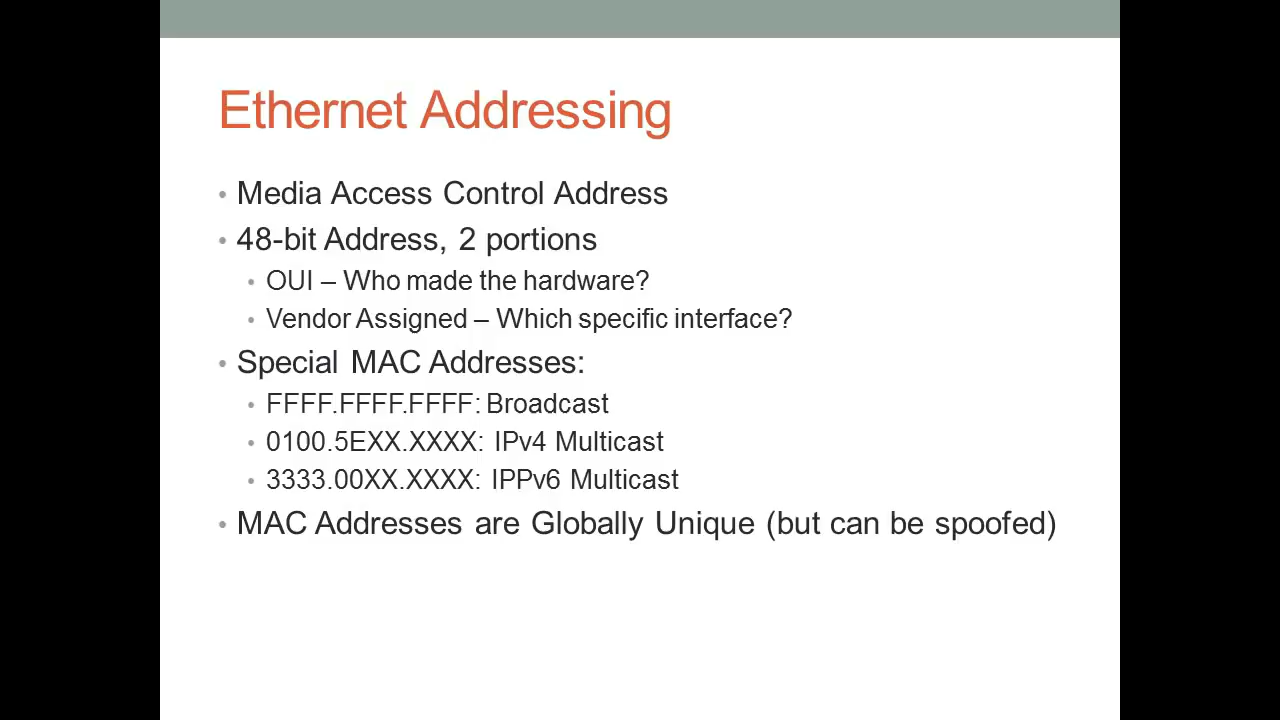 Ethernet Addressing
• Media Access Control Address
• 48-bit Address, 2 portions
• OUI – Who made the hardware?
• Vendor Assigned – Which specific interface?
• Special MAC Addresses:
• FFFF.FFFF.FFFF: Broadcast
• 0100.5EXX.XXXX: IPv4 Multicast
• 3333.00XX.XXXX: IPPv6 Multicast
• MAC Addresses are Globally Unique (but can be spoofed)